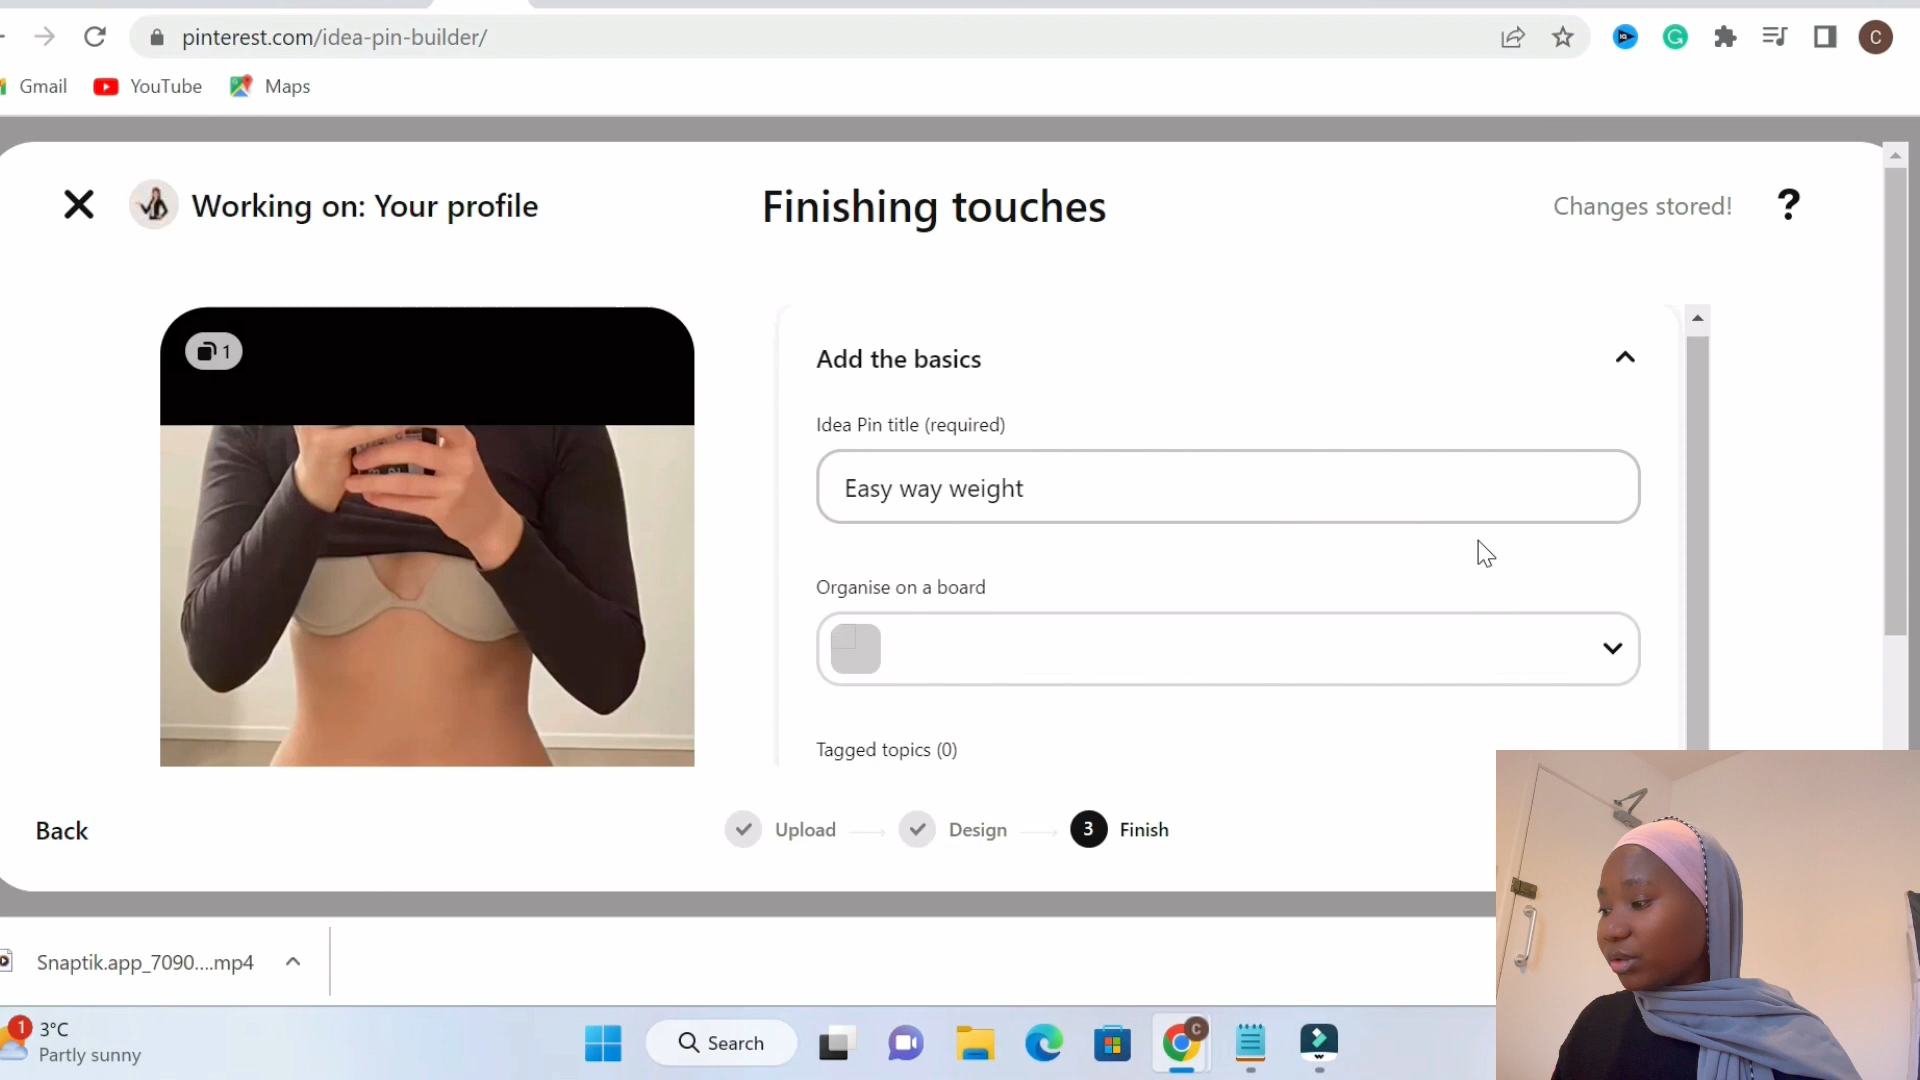 pinterest.com/idea-pin-builder/
C
Gmail
YouTube
Maps
Working on: Your profile
Finishing touches
Changes stored!
?
1
Add the basics
Idea Pin title (required)
Easy way weight
Organise on a board
Tagged topics (0)
Back
Upload
Design
3
Finish
Snaptik.app_7090....mp4
1
3°C
Partly sunny
Search
C